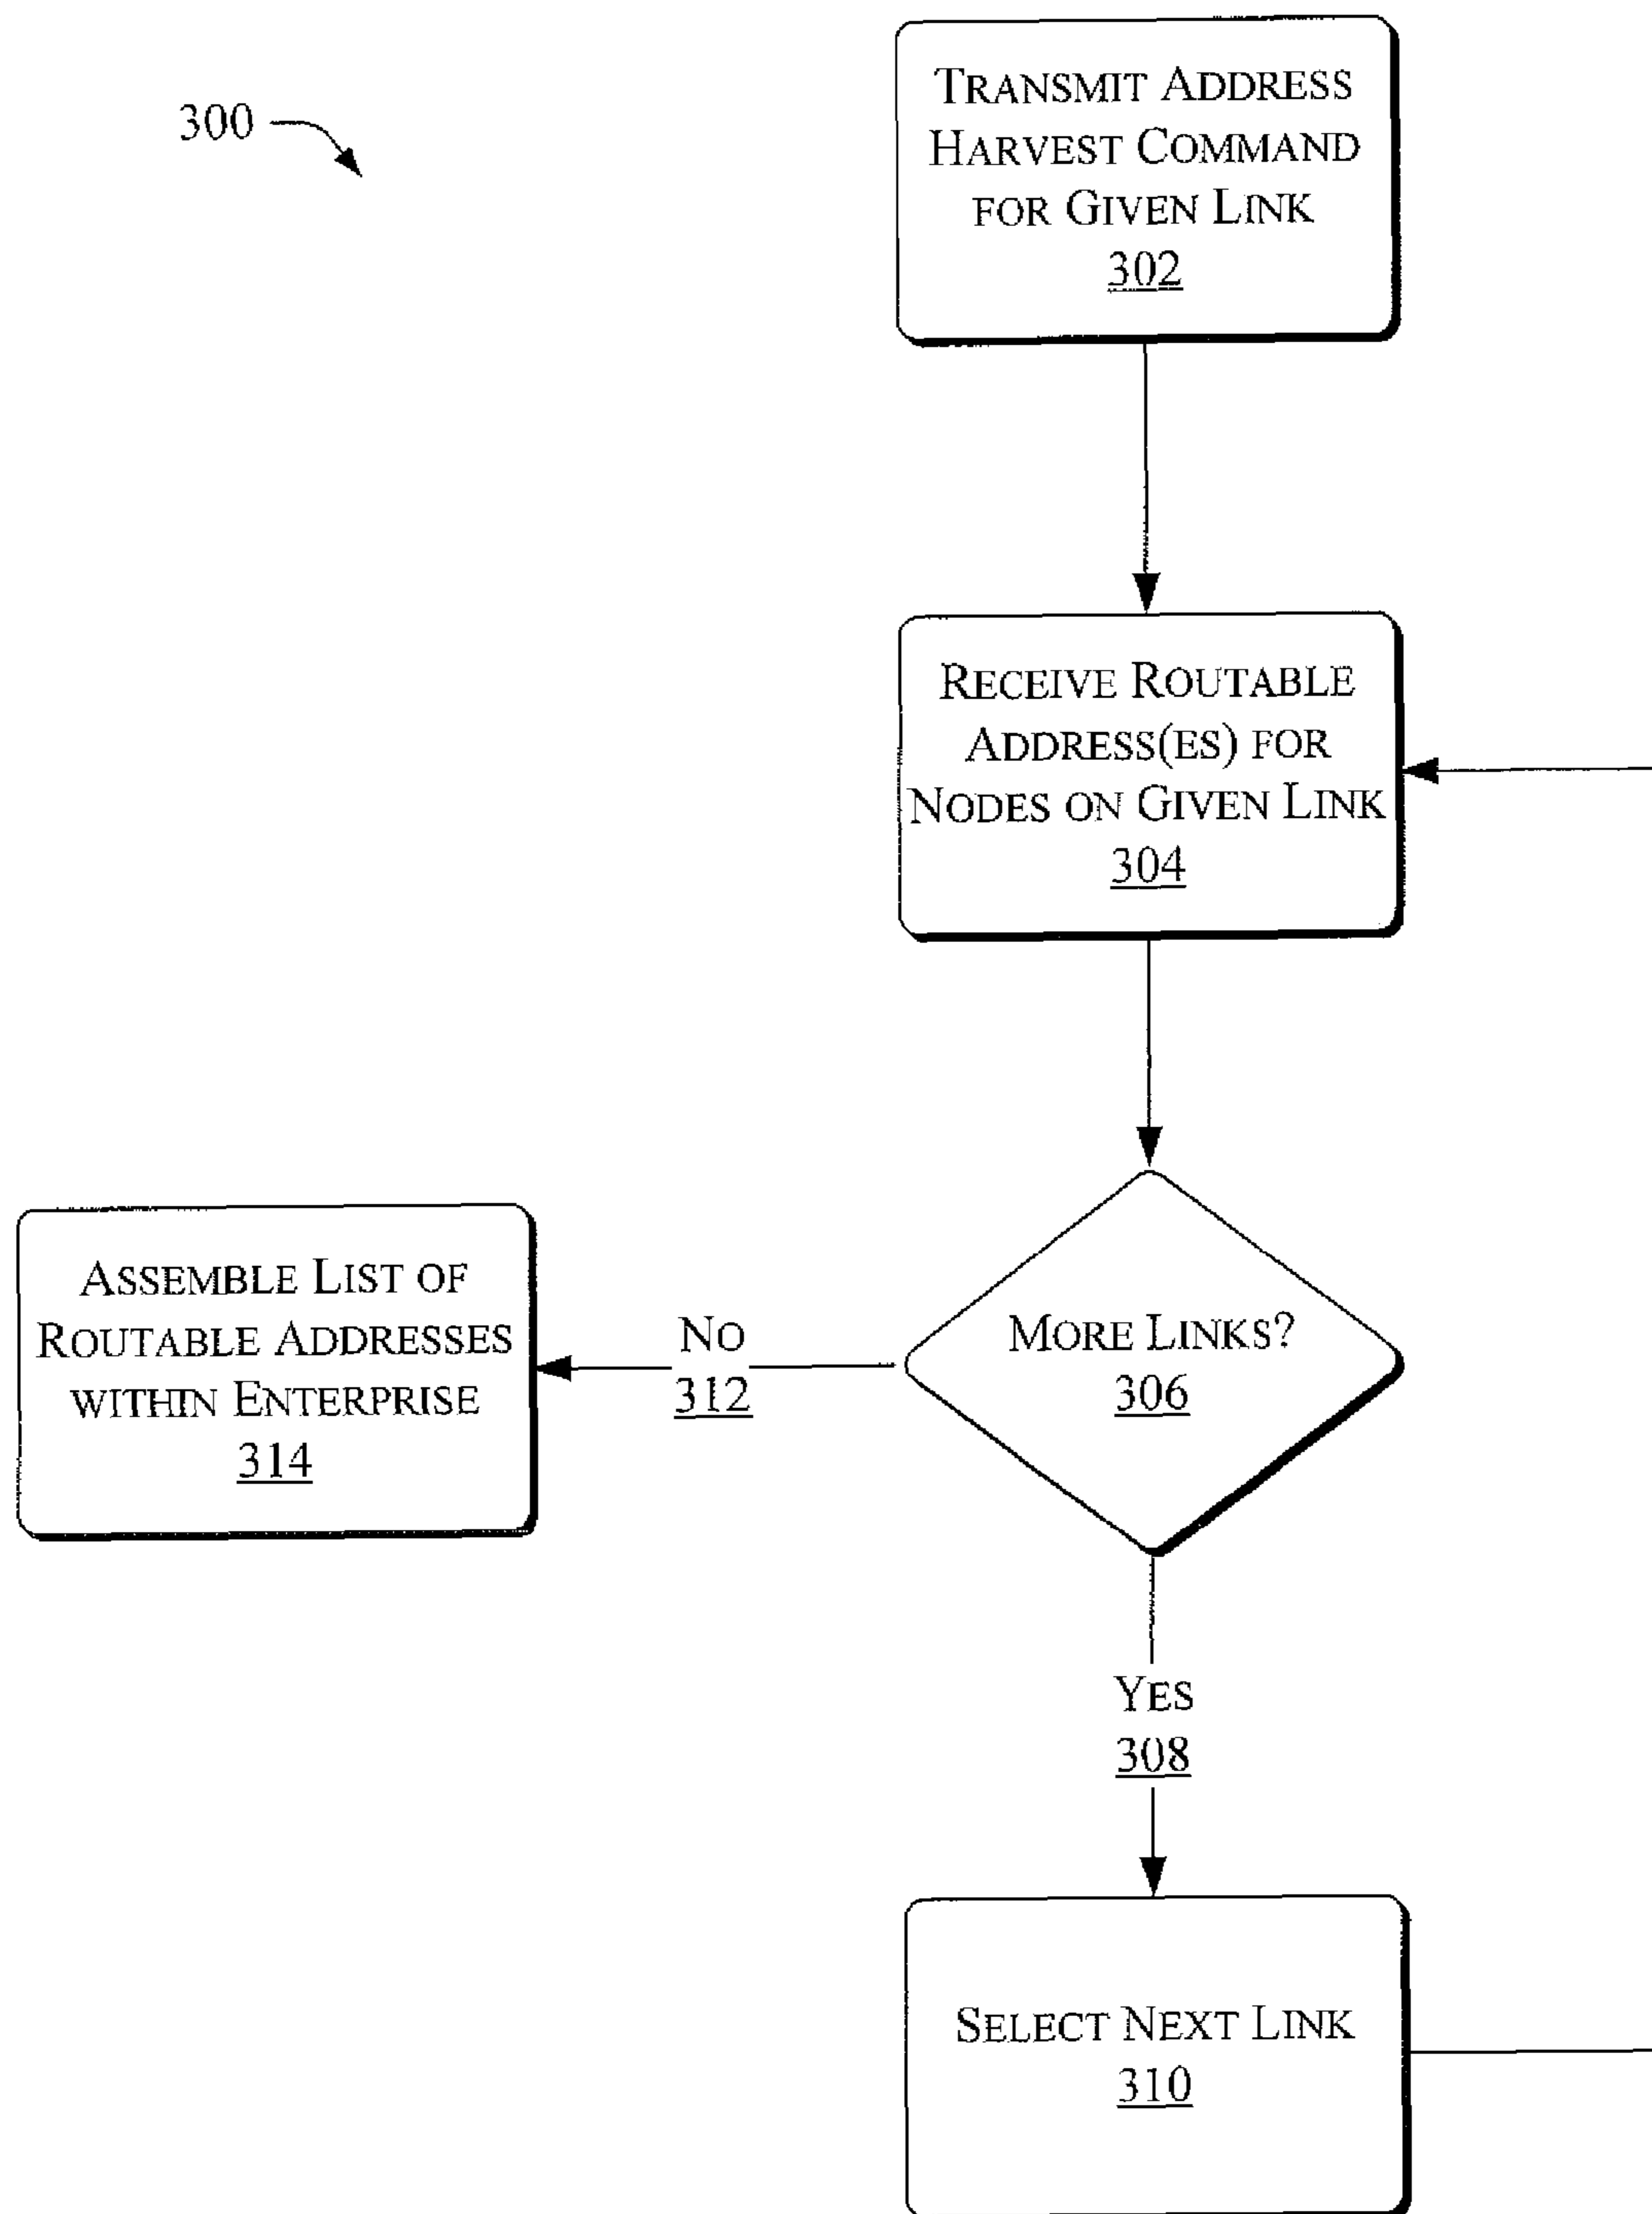 300
TRANSMIT ADDRESS
HARVEST COMMAND
FOR GIVEN LINK
302
RECEIVE ROUTABLE
ADDRESS(ES) FOR
NODES ON GIVEN LINK
304
MORE LINKS?
306
NO
312
ASSEMBLE LIST OF
ROUTABLE ADDRESSES
WITHIN ENTERPRISE
314
YES
308
SELECT NEXT LINK
310